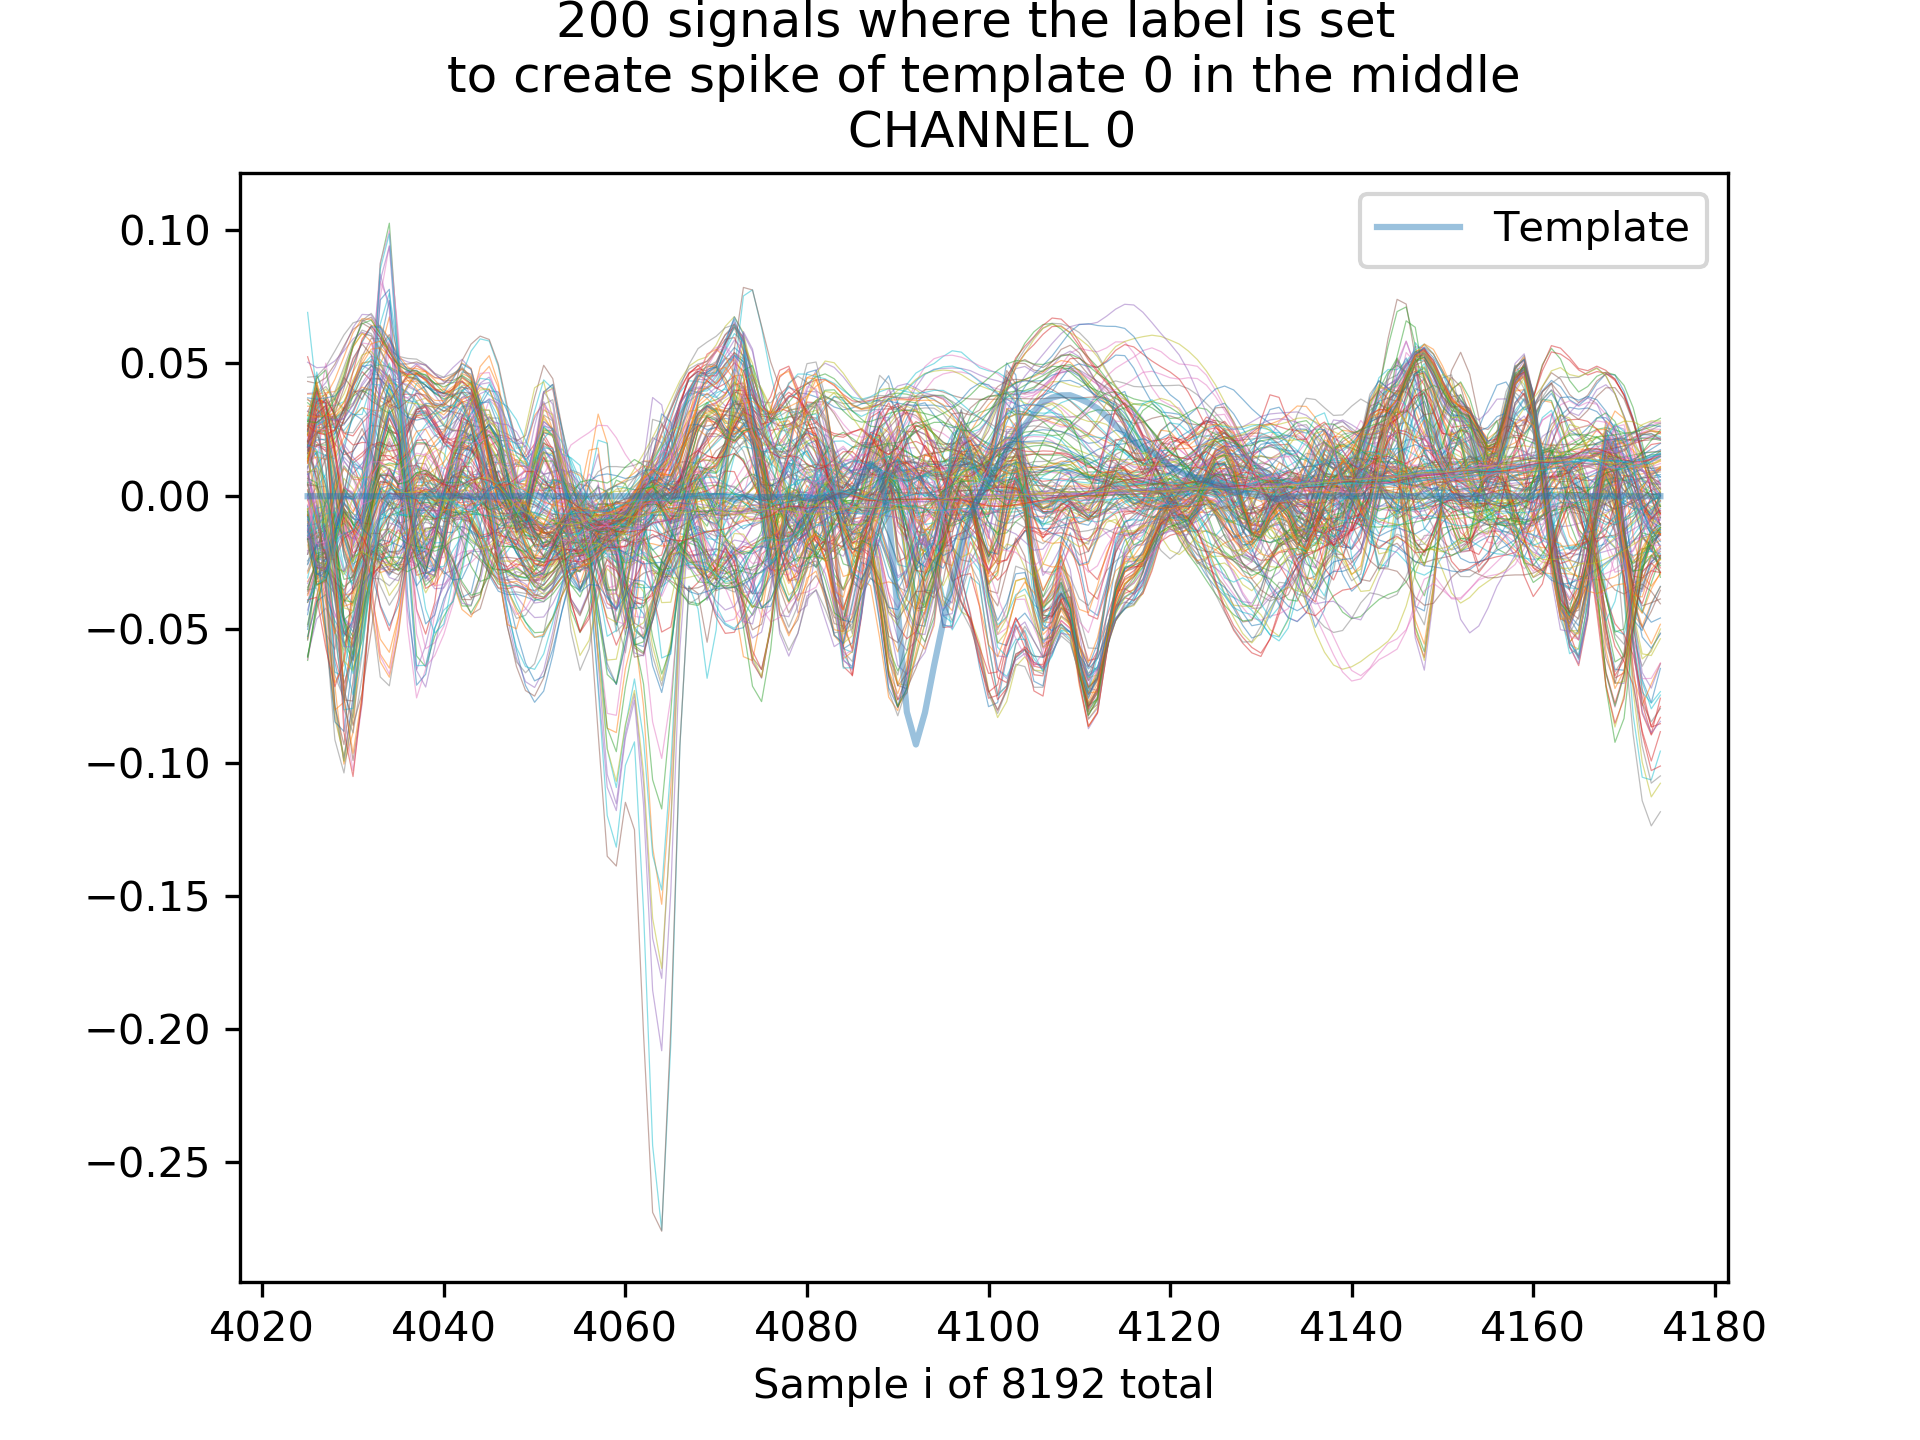 200 signals where the label is set
to create spike of template 0 in the middle
CHANNEL 0
Template
0.10
0.05
0.00
−0.05
−0.10
−0.15
−0.20
−0.25
4020 4040 4060 4080 4100 4120 4140 4160 4180
Sample i of 8192 total